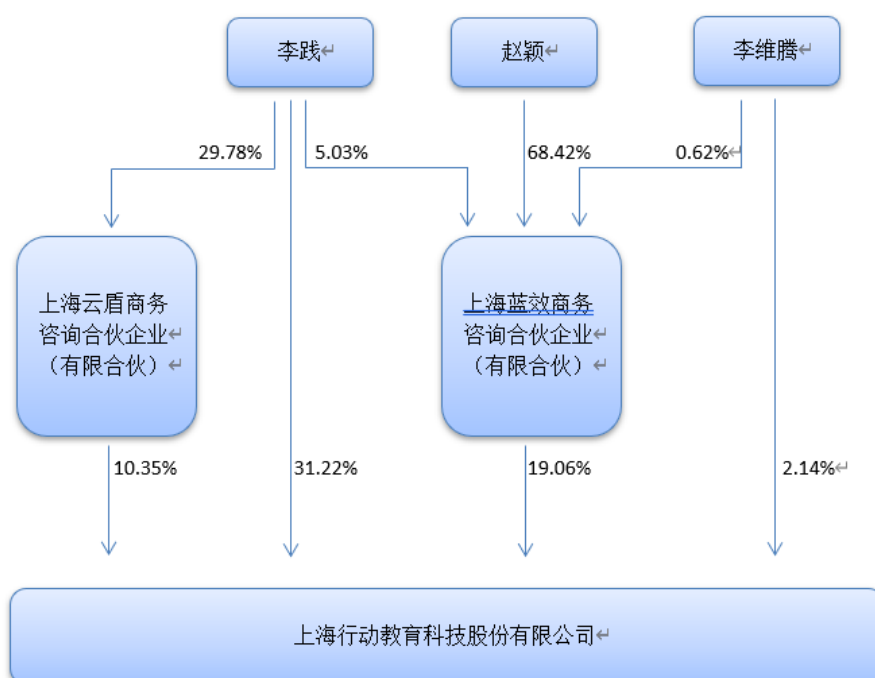 李践
赵颖
李维腾
29.78%
5.03%
68.42%
0.62%
上海云盾商务
咨询合伙企业
（有限合伙）
上海蓝效商务
咨询合伙企业
（有限合伙）
10.35%
31.22%
19.06%
2.14%
上海行动教育科技股份有限公司